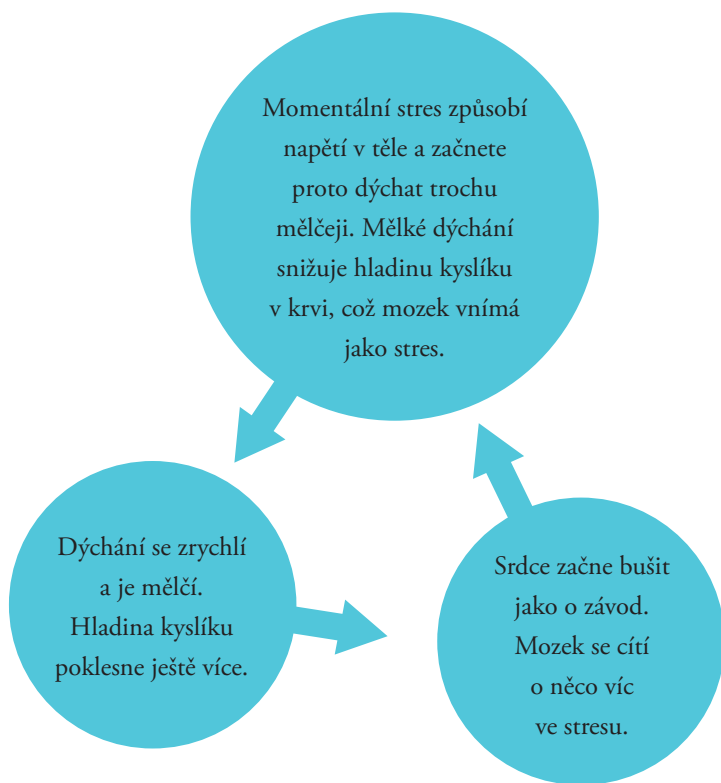 Momentální stres způsobí
napětí v těle a začnete
proto dýchat trochu
mělčeji. Mělké dýchání
snižuje hladinu kyslíku
v krvi, což mozek vnímá
jako stres.
Dýchání se zrychlí
a je mělčí.
Hladina kyslíku
poklesne ještě více.
Srdce začne bušit
jako o závod.
Mozek se cítí
o něco víc
ve stresu.